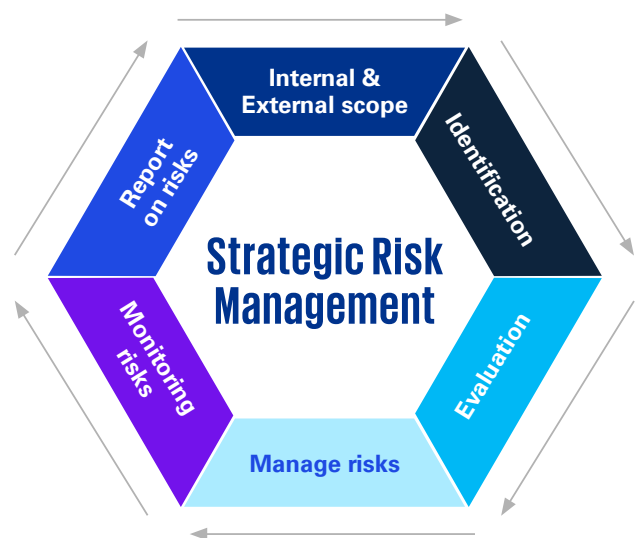 Internal &
External scope
Identification
Evaluation
Manage risks
Monitoring
risks
Report
on risks
Strategic Risk
Management